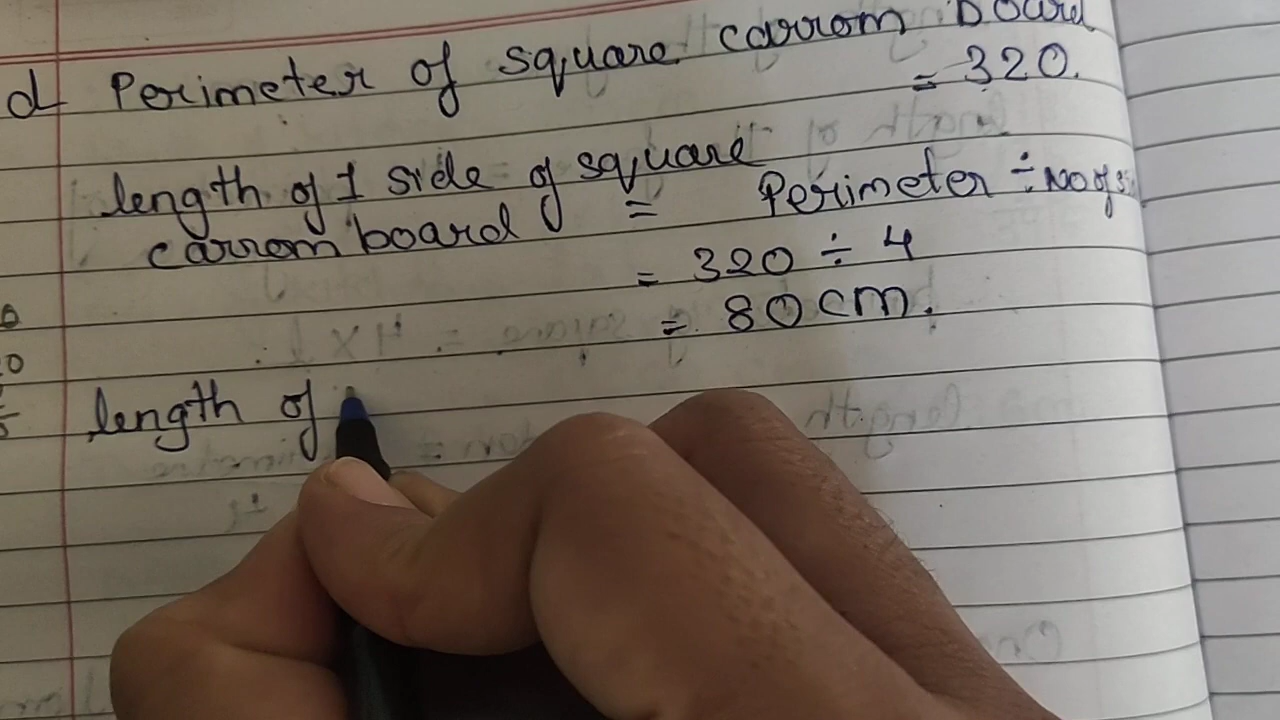 d Perimeter of square carrom Board
= 320.
length of 1 side of square
carrom board = Perimeter ÷ No of s
= 320 ÷ 4
= 80 cm.
length of